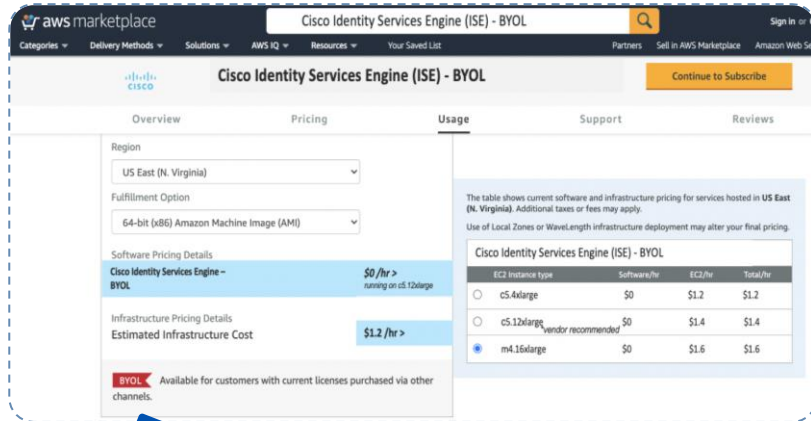 aws marketplace
Cisco Identity Services Engine (ISE) - BYOL
Sign in or
Categories
Delivery Methods
Solutions
AWS IQ
Resources
Your Saved List
Partners
Sell in AWS Marketplace
Amazon Web Se
CISCO
Cisco Identity Services Engine (ISE) - BYOL
Continue to Subscribe
Overview
Pricing
Usage
Support
Reviews
Region
US East (N. Virginia)
Fulfillment Option
64-bit (x86) Amazon Machine Image (AMI)
Software Pricing Details
Cisco Identity Services Engine –
BYOL
$0 /hr >
running on c5.12xlarge
Infrastructure Pricing Details
Estimated Infrastructure Cost
$1.2 /hr >
BYOL Available for customers with current licenses purchased via other
channels.
The table shows current software and infrastructure pricing for services hosted in US East
(N. Virginia). Additional taxes or fees may apply.
Use of Local Zones or WaveLength infrastructure deployment may alter your final pricing.
Cisco Identity Services Engine (ISE) - BYOL
EC2 Instance type Software/hr EC2/hr Total/hr
c5.4xlarge $0 $1.2 $1.2
c5.12xlarge vendor recommended $0 $1.4 $1.4
m4.16xlarge $0 $1.6 $1.6